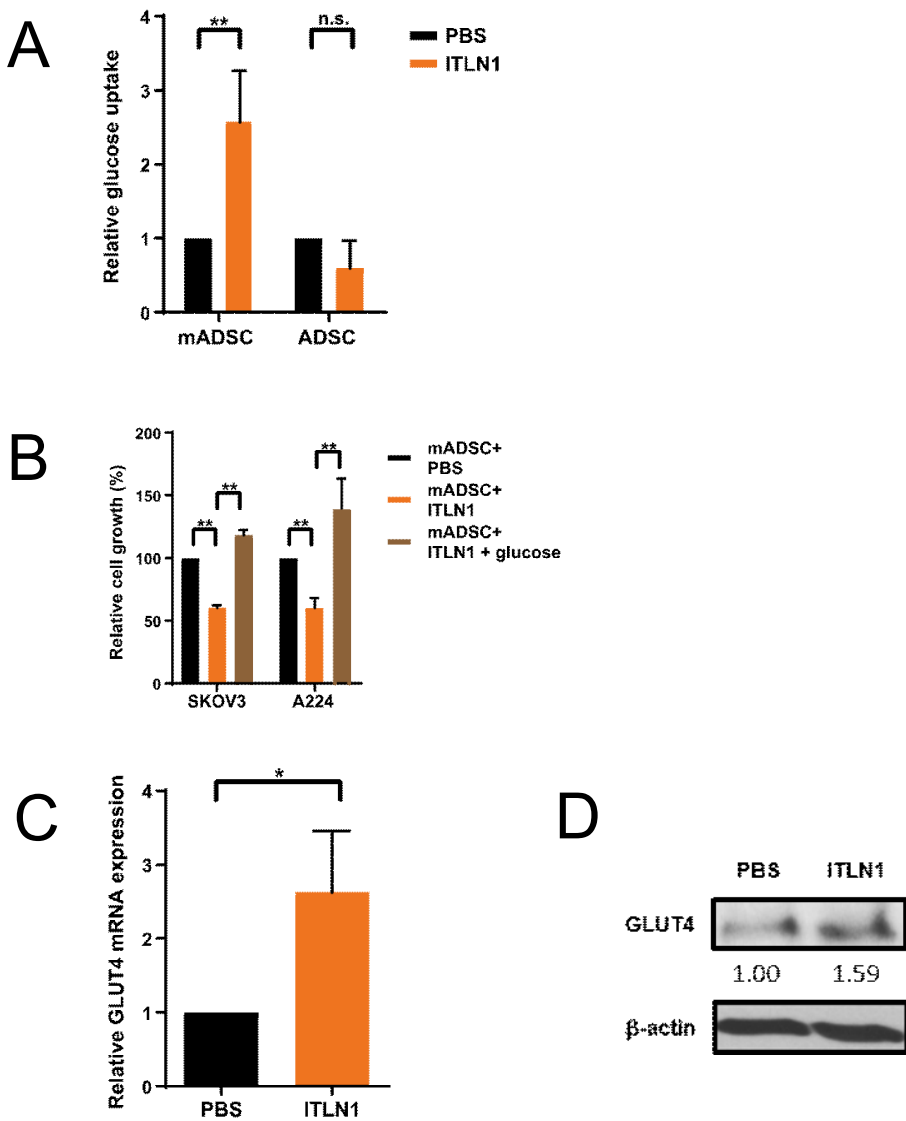 A
Relative glucose uptake
4
3
2
1
0
**
n.s.
mADSC
ADSC
PBS
ITLN1
B
Relative cell growth (%)
200
150
100
50
0
**
**
**
**
SKOV3
A224
mADSC+
PBS
mADSC+
ITLN1
mADSC+
ITLN1 + glucose
C
Relative GLUT4 mRNA expression
4
3
2
1
0
*
PBS
ITLN1
D
PBS ITLN1
GLUT4
1.00 1.59
β-actin